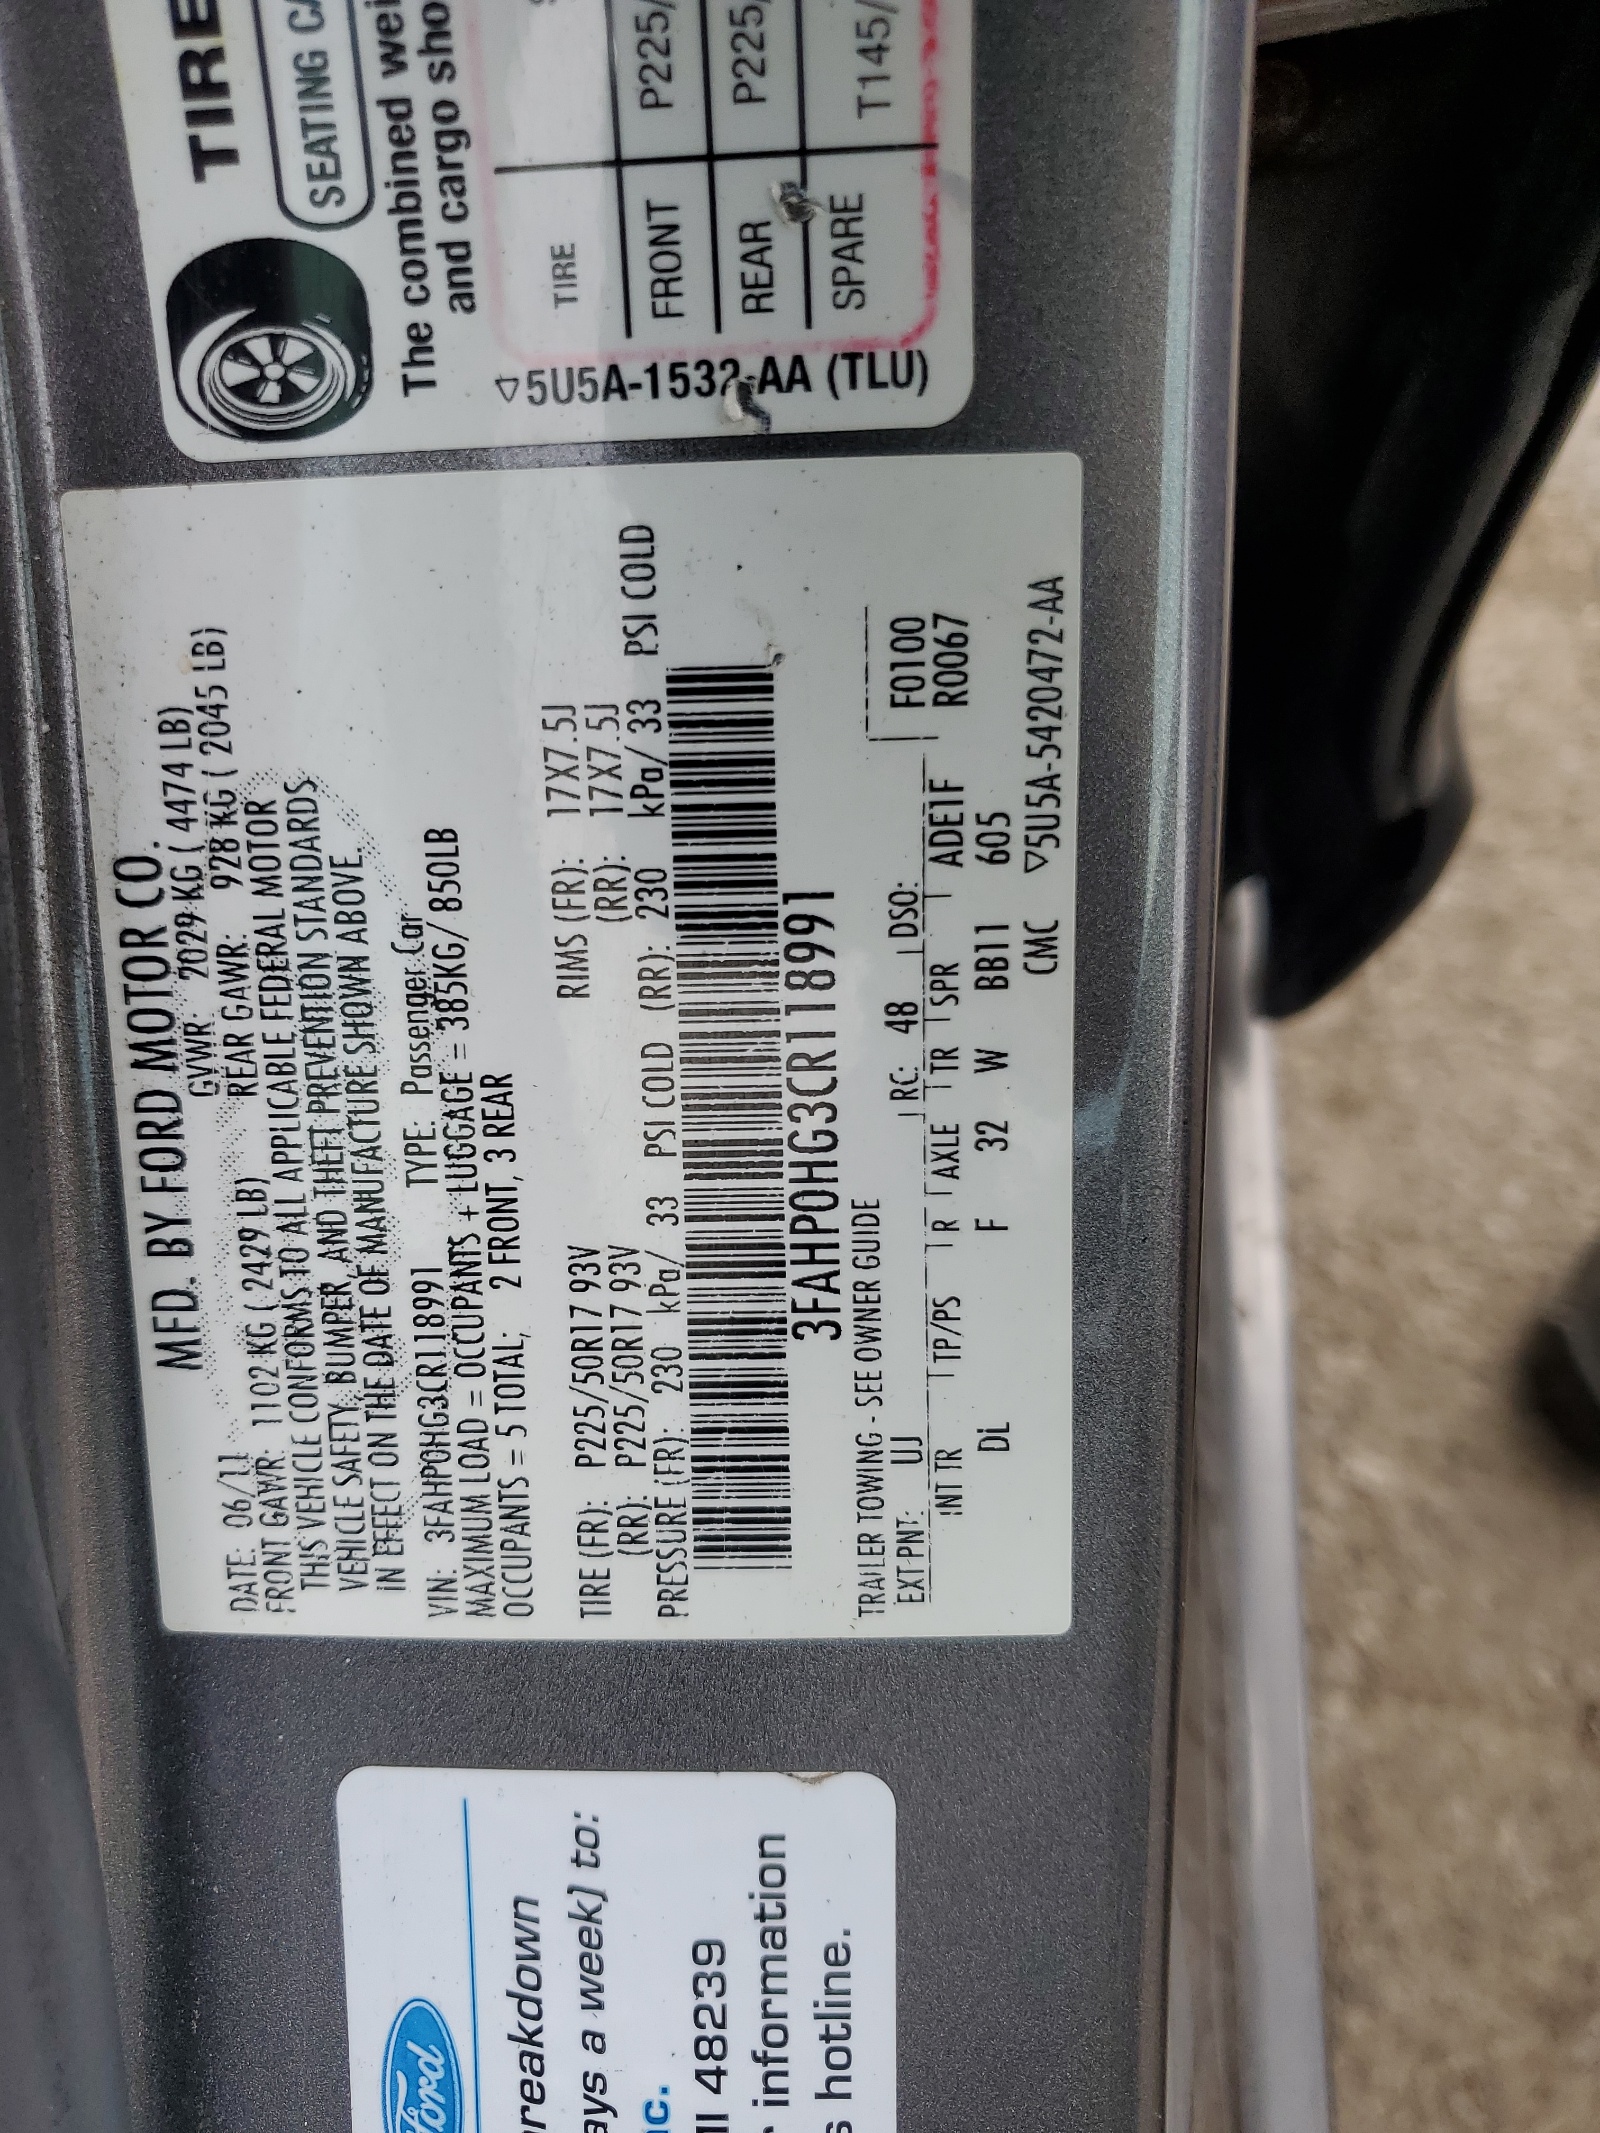 MFD. BY FORD MOTOR CO.
DATE: 06/11 GVWR: 2029 KG ( 4474 LB)
FRONT GAWR: 1102 KG ( 2429 LB) REAR GAWR: 928 KG ( 2045 LB)
THIS VEHICLE CONFORMS TO ALL APPLICABLE FEDERAL MOTOR
VEHICLE SAFETY, BUMPER, AND THEFT PREVENTION STANDARDS
IN EFFECT ON THE DATE OF MANUFACTURE SHOWN ABOVE.
VIN: 3FAHP0HG3CR118991 TYPE: Passenger Car
MAXIMUM LOAD = OCCUPANTS + LUGGAGE = 385KG/ 850LB
OCCUPANTS = 5 TOTAL; 2 FRONT, 3 REAR
TIRE (FR): P225/50R17 93V RIMS (FR): 17X7.5J
(RR): P225/50R17 93V (RR): 17X7.5J
PRESSURE (FR): 230 kPa/ 33 PSI COLD (RR): 230 kPa/ 33 PSI COLD
3FAHP0HG3CR118991
TRAILER TOWING - SEE OWNER GUIDE
EXT PNT: UJ RC: 48 DSO: F0100
INT TR TP/PS R AXLE TR SPR ADE1F R0067
DL F 32 W BB11 605
CMC ▽5U5A-5420472-AA
TIRE
SEATING
The combined
and cargo
TIRE
FRONT P225/
REAR P225/
SPARE T145/
▽5U5A-1532-AA (TLU)
Ford
a week) to:
48239
information
hotline.